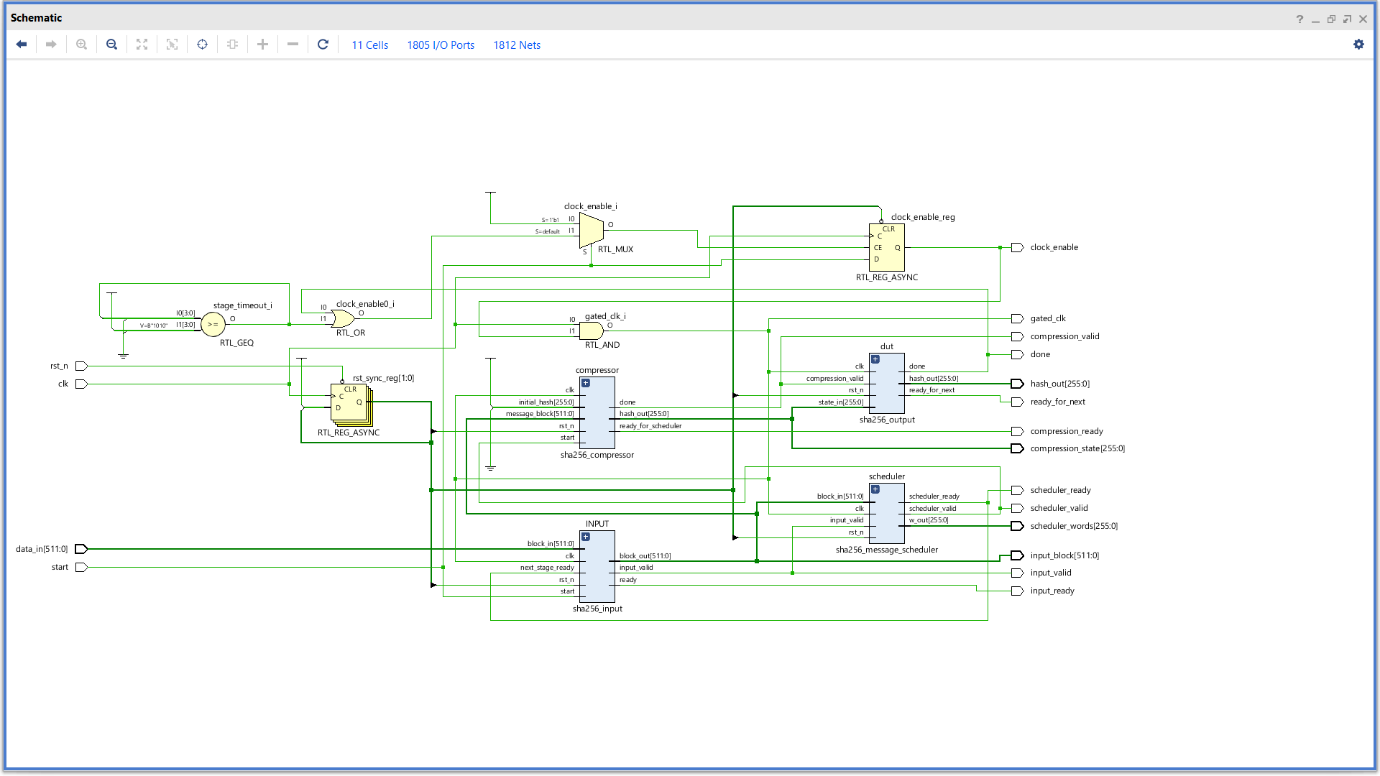 Schematic
11 Cells 1805 I/O Ports 1812 Nets
clock_enable_i
S=1'b1 I0
S=default I1
O
S
RTL_MUX
clock_enable_reg
CLR
C
CE Q
D
RTL_REG_ASYNC
clock_enable
stage_timeout_i
I0[3:0]
V=B"1010" I1[3:0]
>=
O
RTL_GEQ
clock_enable0_i
I0
I1
O
RTL_OR
gated_clk_i
I0
I1
O
RTL_AND
gated_clk
compression_valid
done
hash_out[255:0]
ready_for_next
compression_ready
compression_state[255:0]
scheduler_ready
scheduler_valid
scheduler_words[255:0]
input_block[511:0]
input_valid
input_ready
rst_n
clk
rst_sync_reg[1:0]
CLR
C
D
Q
RTL_REG_ASYNC
compressor
clk
initial_hash[255:0]
message_block[511:0]
rst_n
start
done
hash_out[255:0]
ready_for_scheduler
sha256_compressor
dut
clk
compression_valid
rst_n
state_in[255:0]
done
hash_out[255:0]
ready_for_next
sha256_output
scheduler
block_in[511:0]
clk
input_valid
rst_n
scheduler_ready
scheduler_valid
w_out[255:0]
sha256_message_scheduler
data_in[511:0]
start
INPUT
block_in[511:0]
clk
next_stage_ready
rst_n
start
block_out[511:0]
input_valid
ready
sha256_input